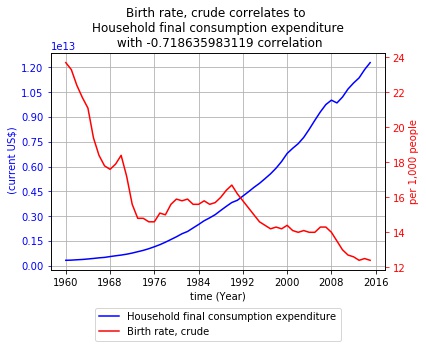 Birth rate, crude correlates to
Household final consumption expenditure
with -0.718635983119 correlation
1e13
1.20
1.05
0.90
0.75
0.60
0.45
0.30
0.15
0.00
(current US$)
24
22
20
18
16
14
12
per 1,000 people
1960 1968 1976 1984 1992 2000 2008 2016
time (Year)
Household final consumption expenditure
Birth rate, crude